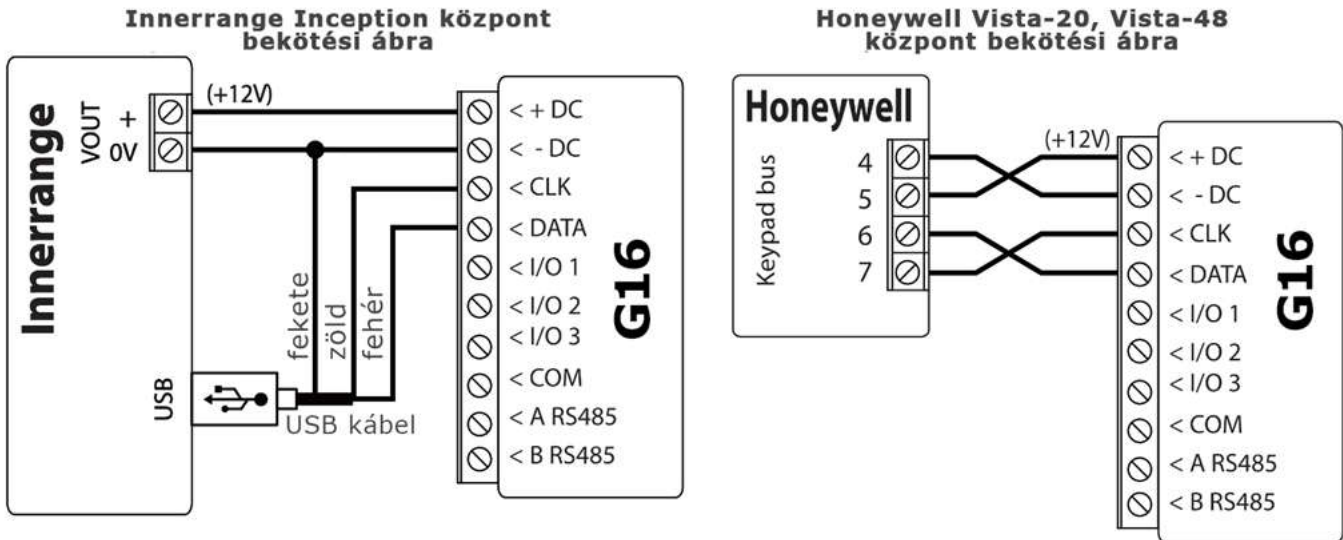 Innerrange Inception központ
bekötési ábra
Innerrange
VOUT
+
0V
(+12V)
< + DC
< - DC
< CLK
< DATA
< I/O 1
< I/O 2
< I/O 3
< COM
< A RS485
< B RS485
G16
fekete
zöld
fehér
USB
USB kábel
Honeywell Vista-20, Vista-48
központ bekötési ábra
Honeywell
Keypad bus
4
5
6
7
(+12V)
< + DC
< - DC
< CLK
< DATA
< I/O 1
< I/O 2
< I/O 3
< COM
< A RS485
< B RS485
G16